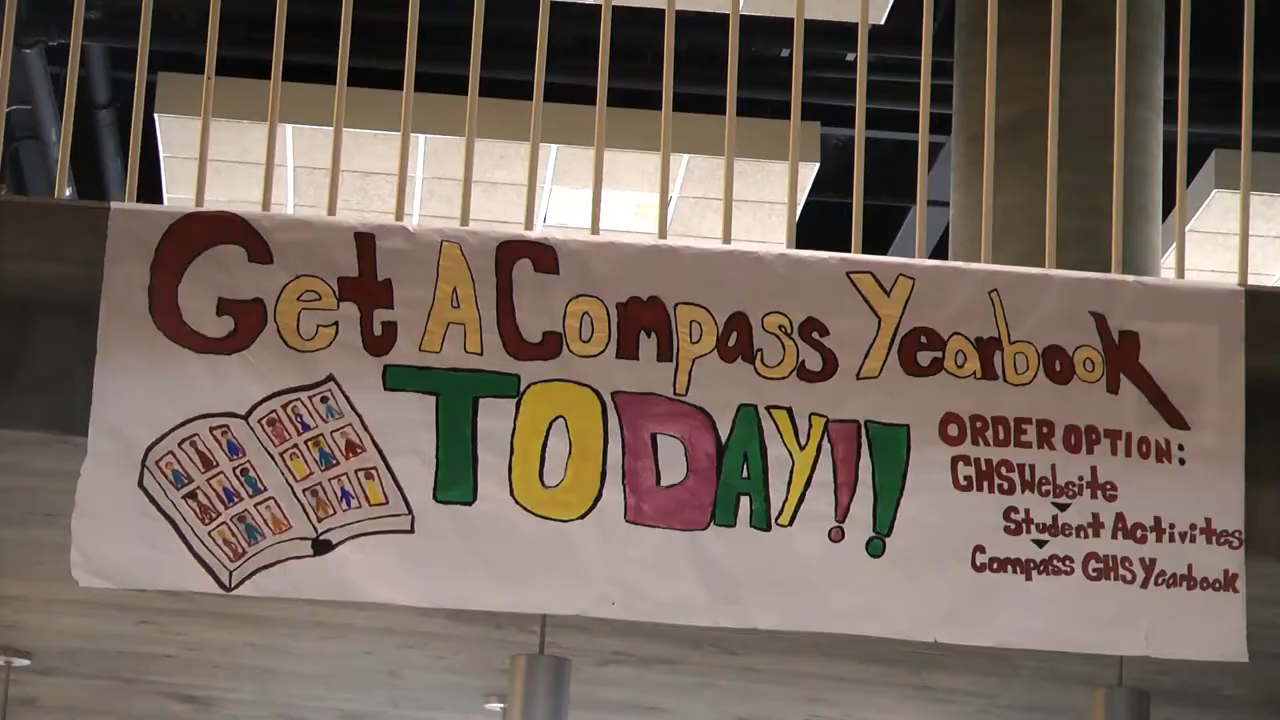 Get A Compass Yearbook
TODAY!!
ORDER OPTION:
GHS Website
Student Activites
Compass GHS Yearbook